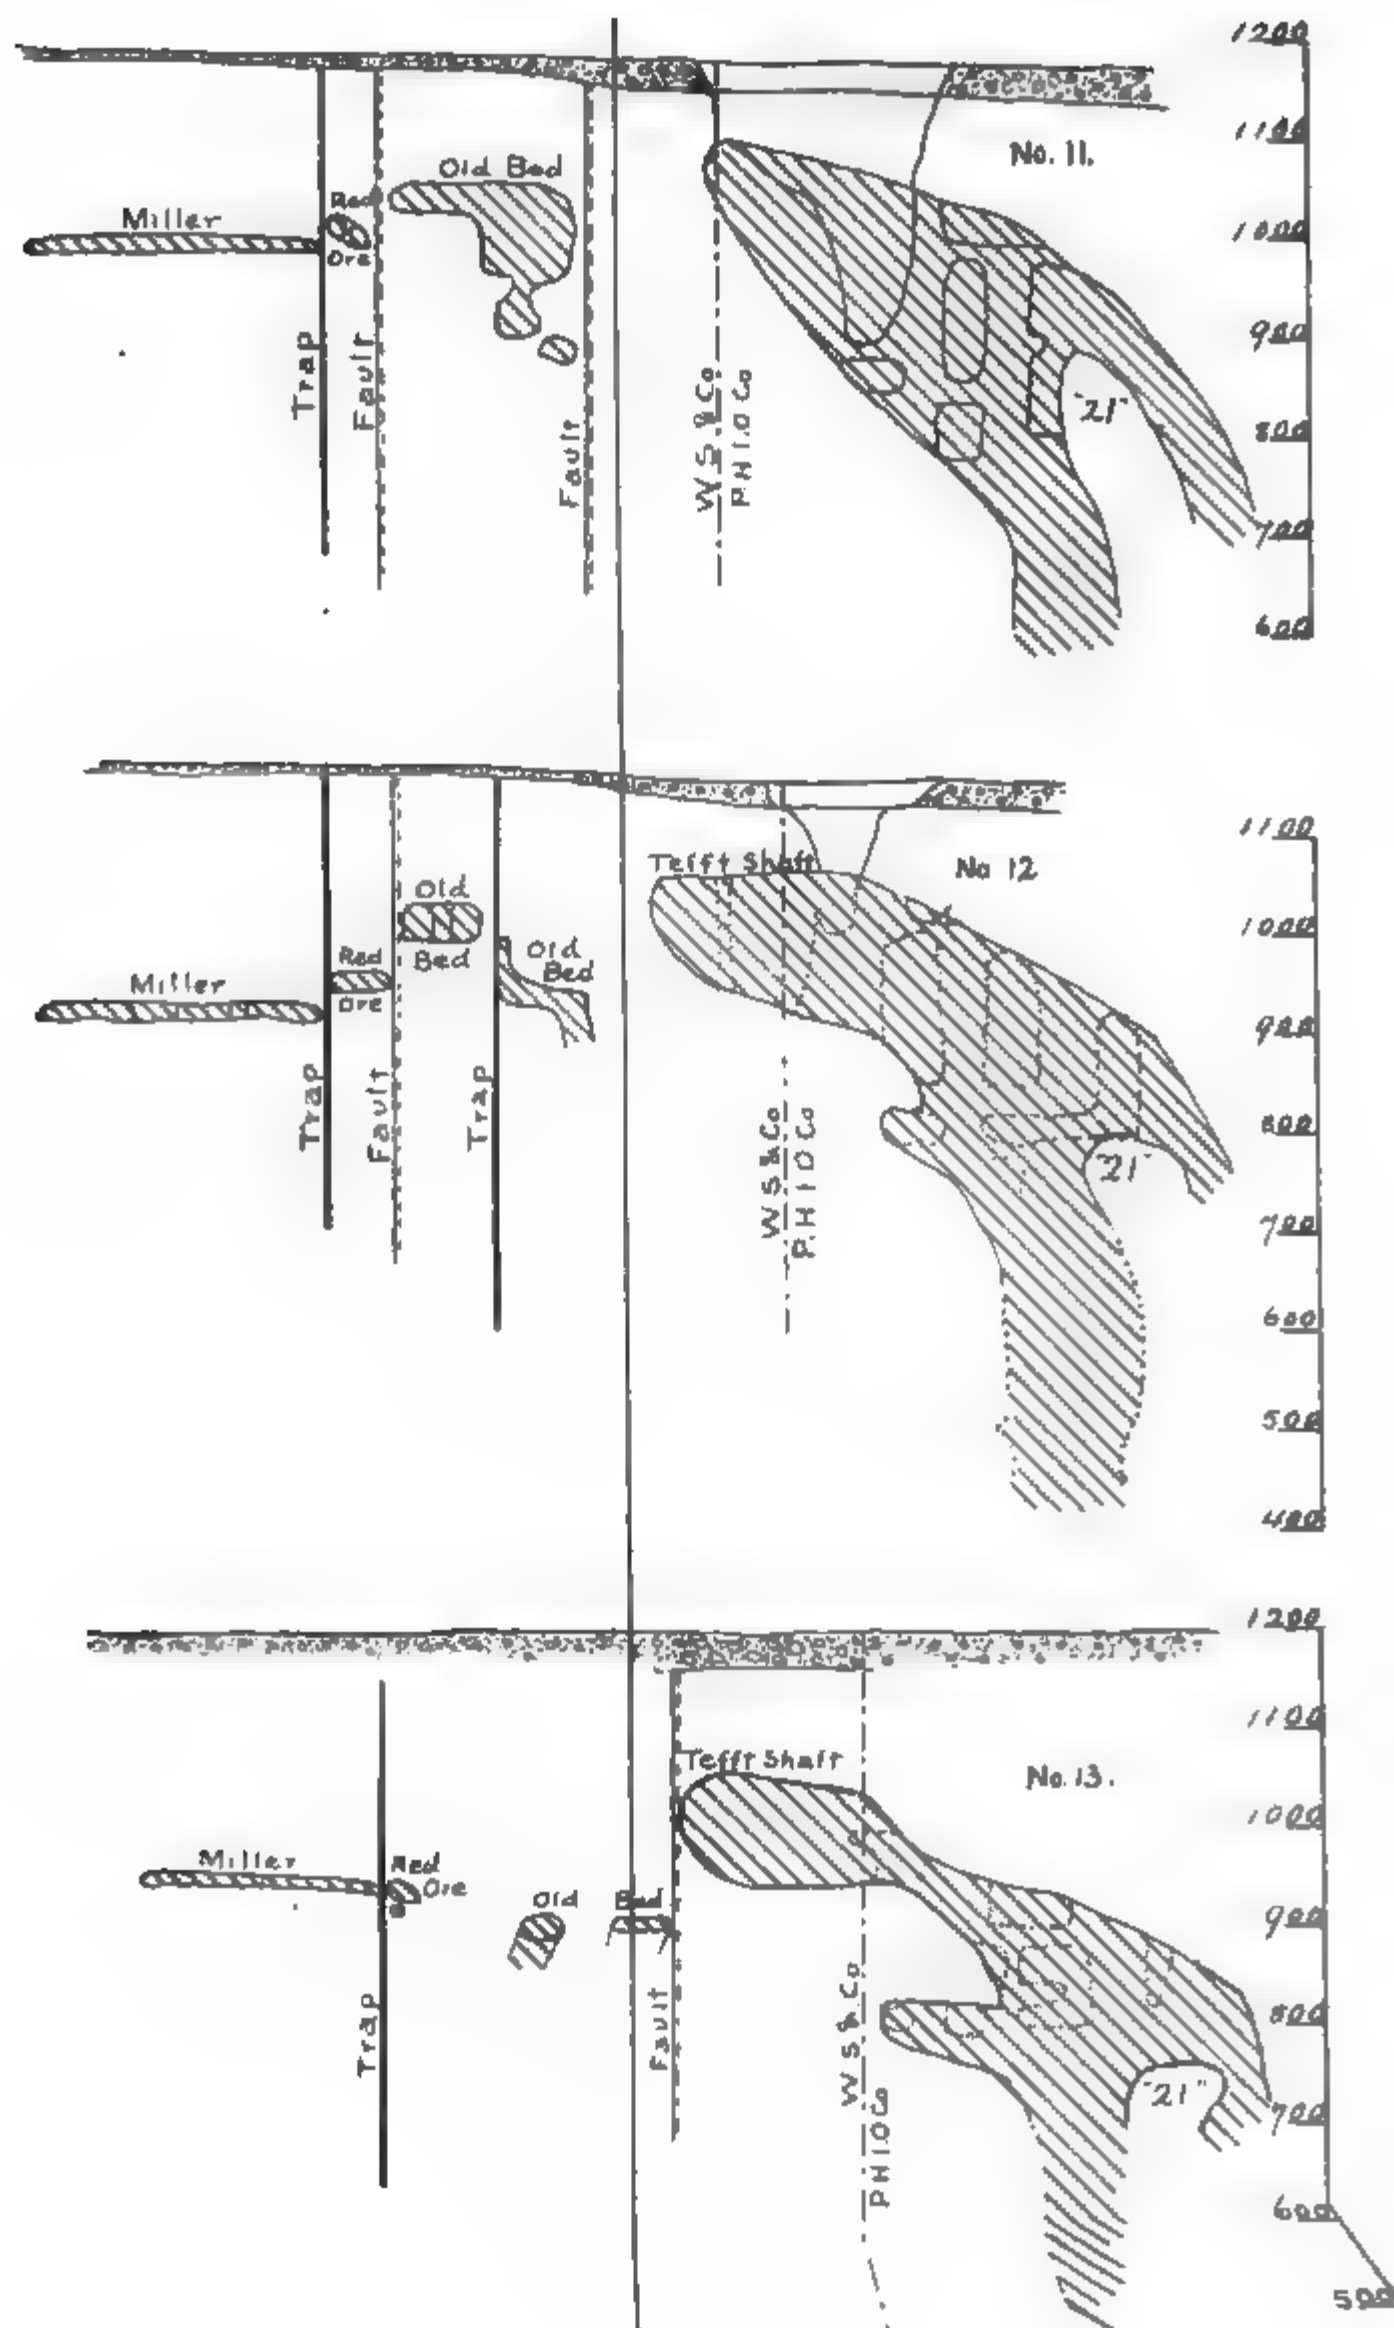 1200
1100
1000
900
800
700
600
No. 11.
Old Bed
Miller
Red
Ore
Trap
Fault
Fault
W.S.&Co
P.H.I.O.Co
"21"
1100
1000
900
800
700
600
500
400
No 12
Tefft Shaft
Old
Bed
Old
Bed
Red
Ore
Miller
Trap
Fault
Trap
W S & Co
P.H I O Co
"21"
1200
1100
1000
900
800
700
600
500
No. 13.
Tefft Shaft
Miller
Red
Ore
Old Bed
Trap
Fault
W S & Co
P H I O Co
"21"